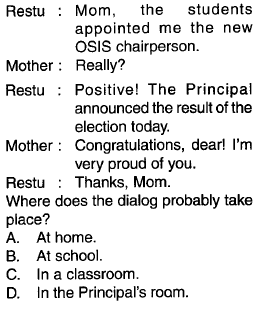 Restu : Mom, the students
appointed me the new
OSIS chairperson.
Mother : Really?
Restu : Positive! The Principal
announced the result of the
election today.
Mother : Congratulations, dear! I'm
very proud of you.
Restu : Thanks, Mom.
Where does the dialog probably take
place?
A. At home.
B. At school.
C. In a classroom.
D. In the Principal's room.